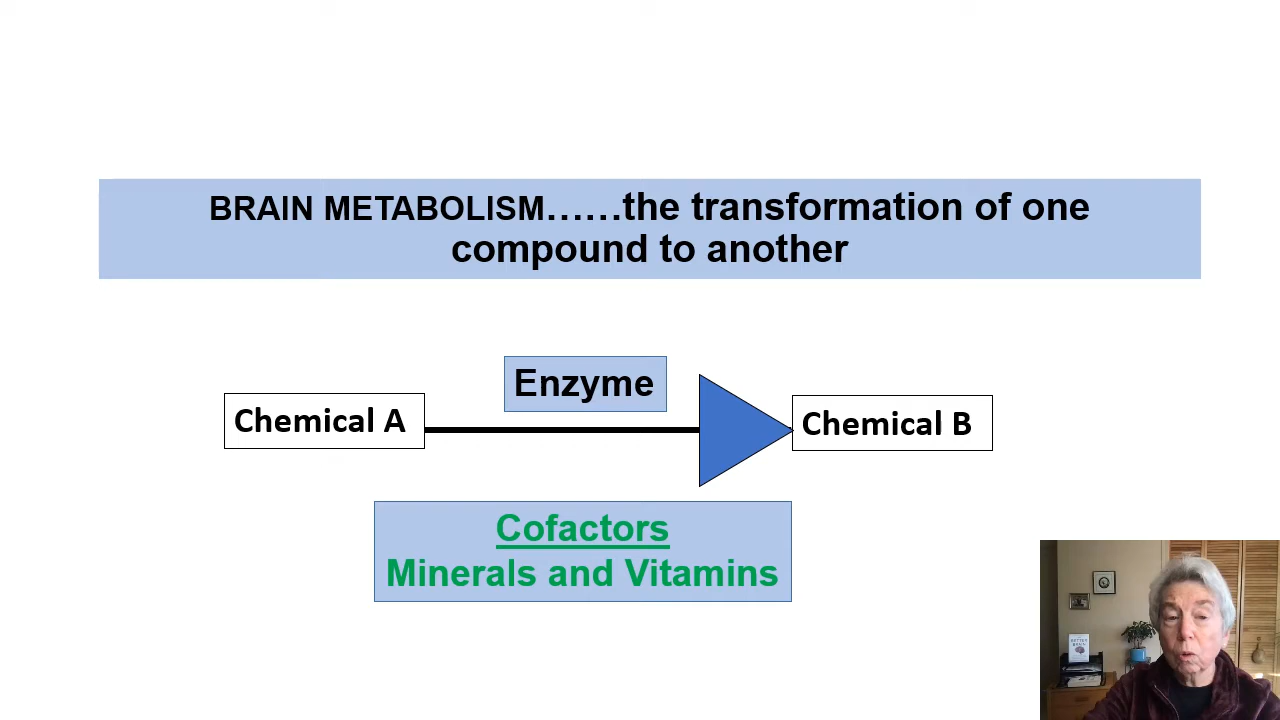 BRAIN METABOLISM……the transformation of one
compound to another
Enzyme
Chemical A
Chemical B
Cofactors
Minerals and Vitamins